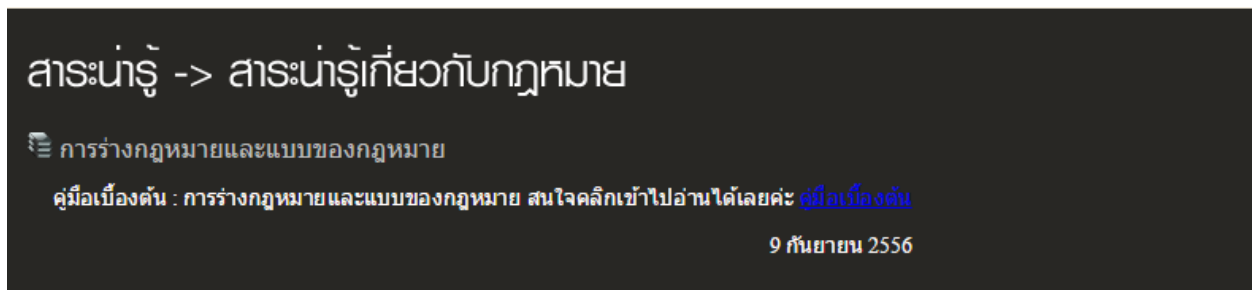 สาระน่ารู้ -> สาระน่ารู้เกี่ยวกับกฎหมาย
การร่างกฎหมายและแบบของกฎหมาย
คู่มือเบื้องต้น : การร่างกฎหมายและแบบของกฎหมาย สนใจคลิกเข้าไปอ่านได้เลยค่ะ คู่มือเบื้องต้น
9 กันยายน 2556